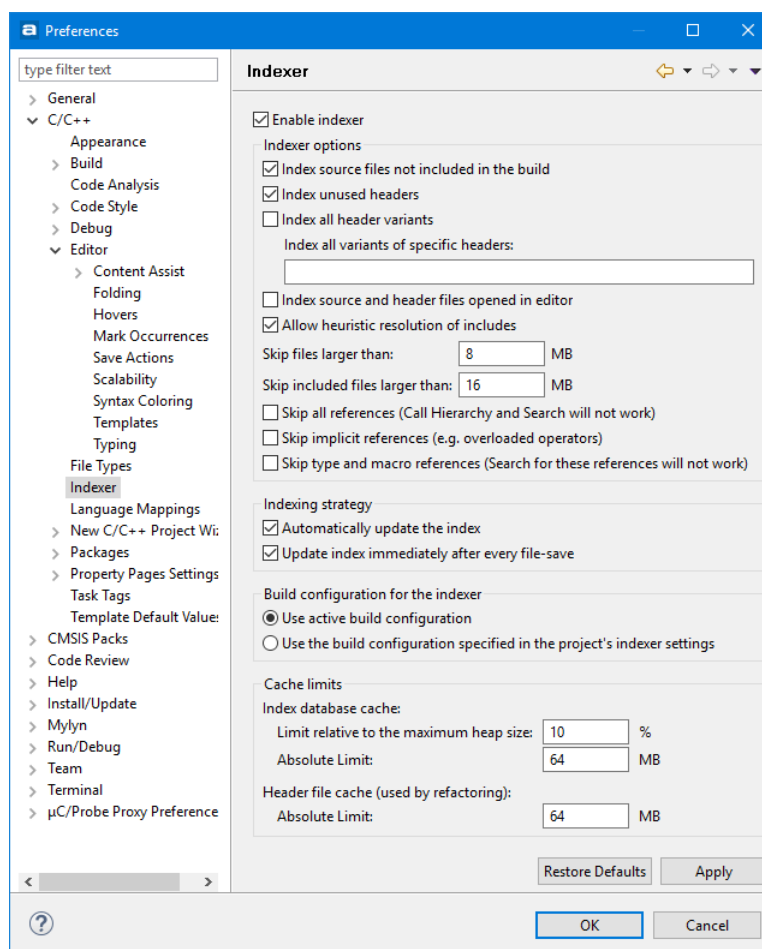 Preferences
type filter text
General
C/C++
Appearance
Build
Code Analysis
Code Style
Debug
Editor
Content Assist
Folding
Hovers
Mark Occurrences
Save Actions
Scalability
Syntax Coloring
Templates
Typing
File Types
Indexer
Language Mappings
New C/C++ Project Wi
Packages
Property Pages Settings
Task Tags
Template Default Value
CMSIS Packs
Code Review
Help
Install/Update
Mylyn
Run/Debug
Team
Terminal
µC/Probe Proxy Preference
Indexer
Enable indexer
Indexer options
Index source files not included in the build
Index unused headers
Index all header variants
Index all variants of specific headers:
Index source and header files opened in editor
Allow heuristic resolution of includes
Skip files larger than: 8 MB
Skip included files larger than: 16 MB
Skip all references (Call Hierarchy and Search will not work)
Skip implicit references (e.g. overloaded operators)
Skip type and macro references (Search for these references will not work)
Indexing strategy
Automatically update the index
Update index immediately after every file-save
Build configuration for the indexer
Use active build configuration
Use the build configuration specified in the project's indexer settings
Cache limits
Index database cache:
Limit relative to the maximum heap size: 10 %
Absolute Limit: 64 MB
Header file cache (used by refactoring):
Absolute Limit: 64 MB
Restore Defaults Apply
OK Cancel